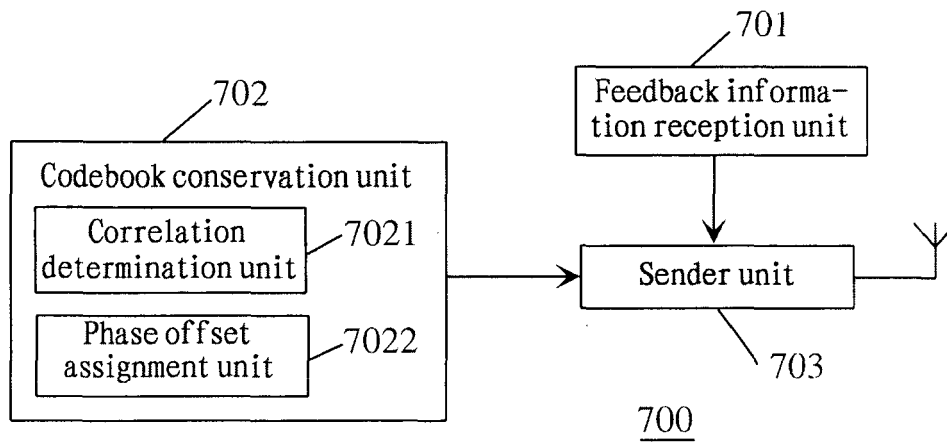 701
Feedback informa-
tion reception unit
702
Codebook conservation unit
Correlation
determination unit
7021
Phase offset
assignment unit
7022
Sender unit
703
700